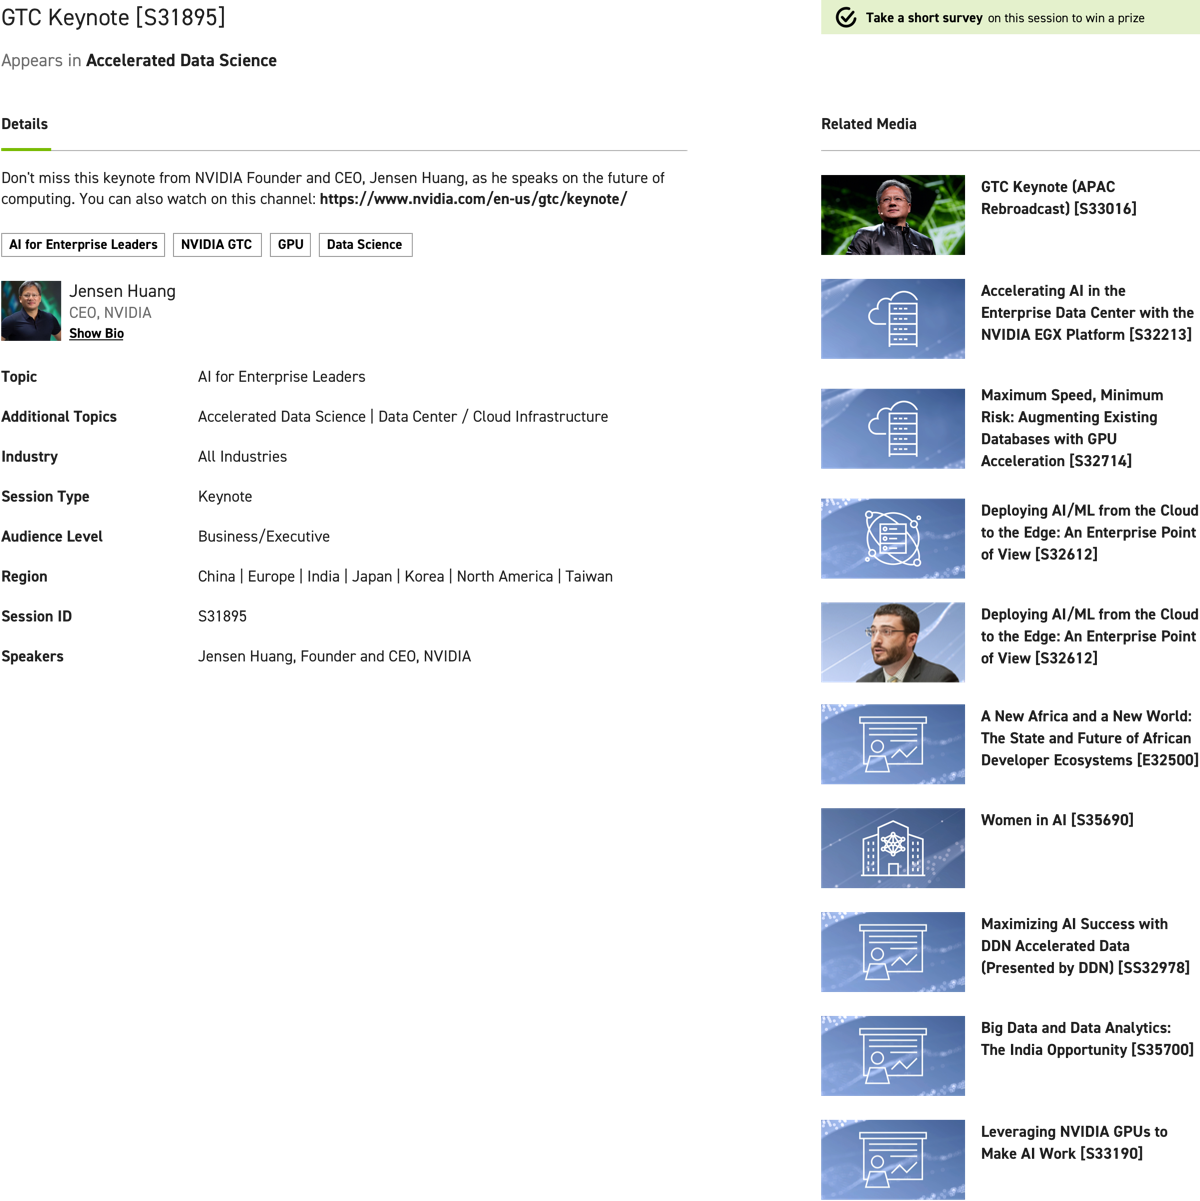 GTC Keynote [S31895]
Appears in Accelerated Data Science
Details
Don't miss this keynote from NVIDIA Founder and CEO, Jensen Huang, as he speaks on the future of
computing. You can also watch on this channel: https://www.nvidia.com/en-us/gtc/keynote/
AI for Enterprise Leaders NVIDIA GTC GPU Data Science
Jensen Huang
CEO, NVIDIA
Show Bio
Topic AI for Enterprise Leaders
Additional Topics Accelerated Data Science | Data Center / Cloud Infrastructure
Industry All Industries
Session Type Keynote
Audience Level Business/Executive
Region China | Europe | India | Japan | Korea | North America | Taiwan
Session ID S31895
Speakers Jensen Huang, Founder and CEO, NVIDIA
Take a short survey on this session to win a prize
Related Media
GTC Keynote (APAC
Rebroadcast) [S33016]
Accelerating AI in the
Enterprise Data Center with the
NVIDIA EGX Platform [S32213]
Maximum Speed, Minimum
Risk: Augmenting Existing
Databases with GPU
Acceleration [S32714]
Deploying AI/ML from the Cloud
to the Edge: An Enterprise Point
of View [S32612]
Deploying AI/ML from the Cloud
to the Edge: An Enterprise Point
of View [S32612]
A New Africa and a New World:
The State and Future of African
Developer Ecosystems [E32500]
Women in AI [S35690]
Maximizing AI Success with
DDN Accelerated Data
(Presented by DDN) [SS32978]
Big Data and Data Analytics:
The India Opportunity [S35700]
Leveraging NVIDIA GPUs to
Make AI Work [S33190]